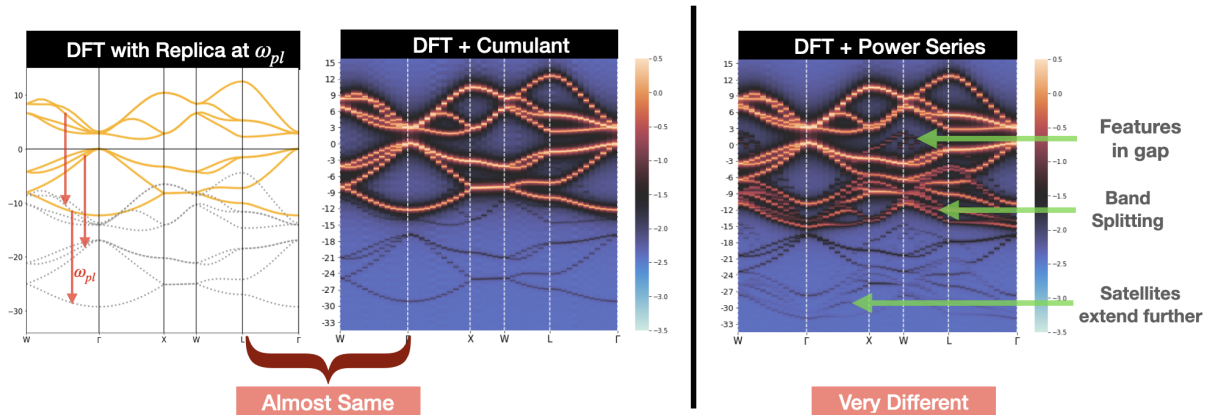 DFT with Replica at ω_pl
DFT + Cumulant
DFT + Power Series
10
0
−10
−20
−30
ω_pl
W
Γ
X
W
L
Γ
15
12
9
6
3
0
-3
-6
-9
-12
-15
-18
-21
-24
-27
-30
-33
W
Γ
X
W
L
Γ
0.5
0.0
−0.5
−1.0
−1.5
−2.0
−2.5
−3.0
−3.5
15
12
9
6
3
0
-3
-6
-9
-12
-15
-18
-21
-24
-27
-30
-33
W
Γ
X
W
L
Γ
0.5
0.0
−0.5
−1.0
−1.5
−2.0
−2.5
−3.0
−3.5
Features
in gap
Band
Splitting
Satellites
extend further
Almost Same
Very Different